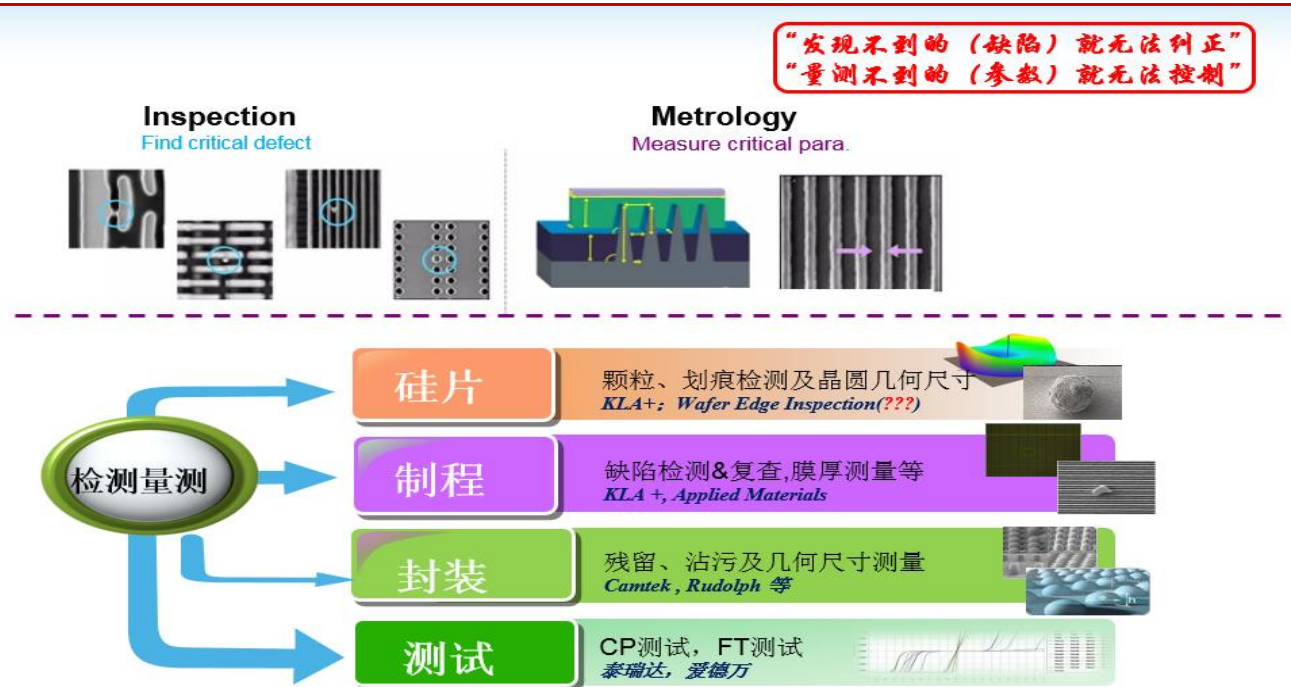 “发现不到的（缺陷）就无法纠正”
“量测不到的（参数）就无法控制”
Inspection
Find critical defect
Metrology
Measure critical para.
检测量测
硅片
颗粒、划痕检测及晶圆几何尺寸
KLA+; Wafer Edge Inspection(???)
制程
缺陷检测&复查,膜厚测量等
KLA +, Applied Materials
封装
残留、沾污及几何尺寸测量
Camtek , Rudolph 等
测试
CP测试，FT测试
泰瑞达，爱德万